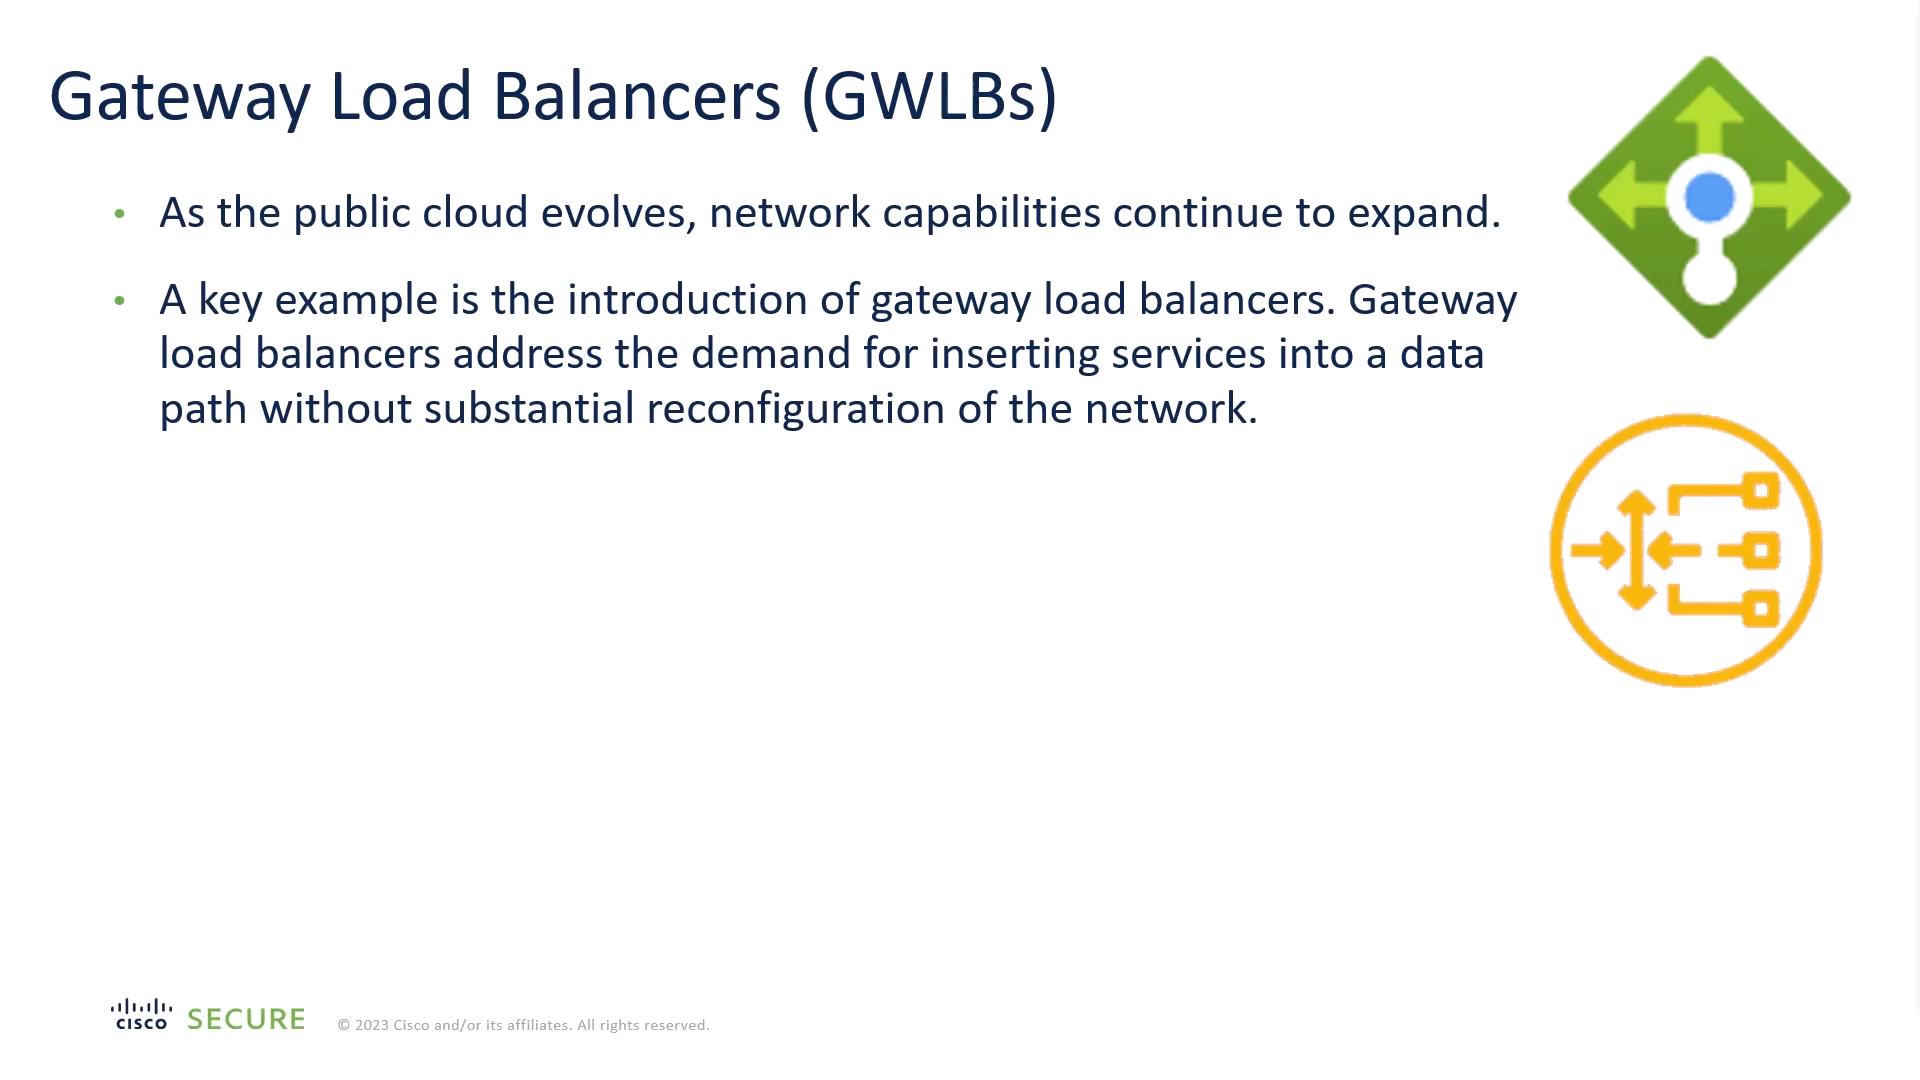 Gateway Load Balancers (GWLBs)
• As the public cloud evolves, network capabilities continue to expand.
• A key example is the introduction of gateway load balancers. Gateway
load balancers address the demand for inserting services into a data
path without substantial reconfiguration of the network.
CISCO SECURE © 2023 Cisco and/or its affiliates. All rights reserved.